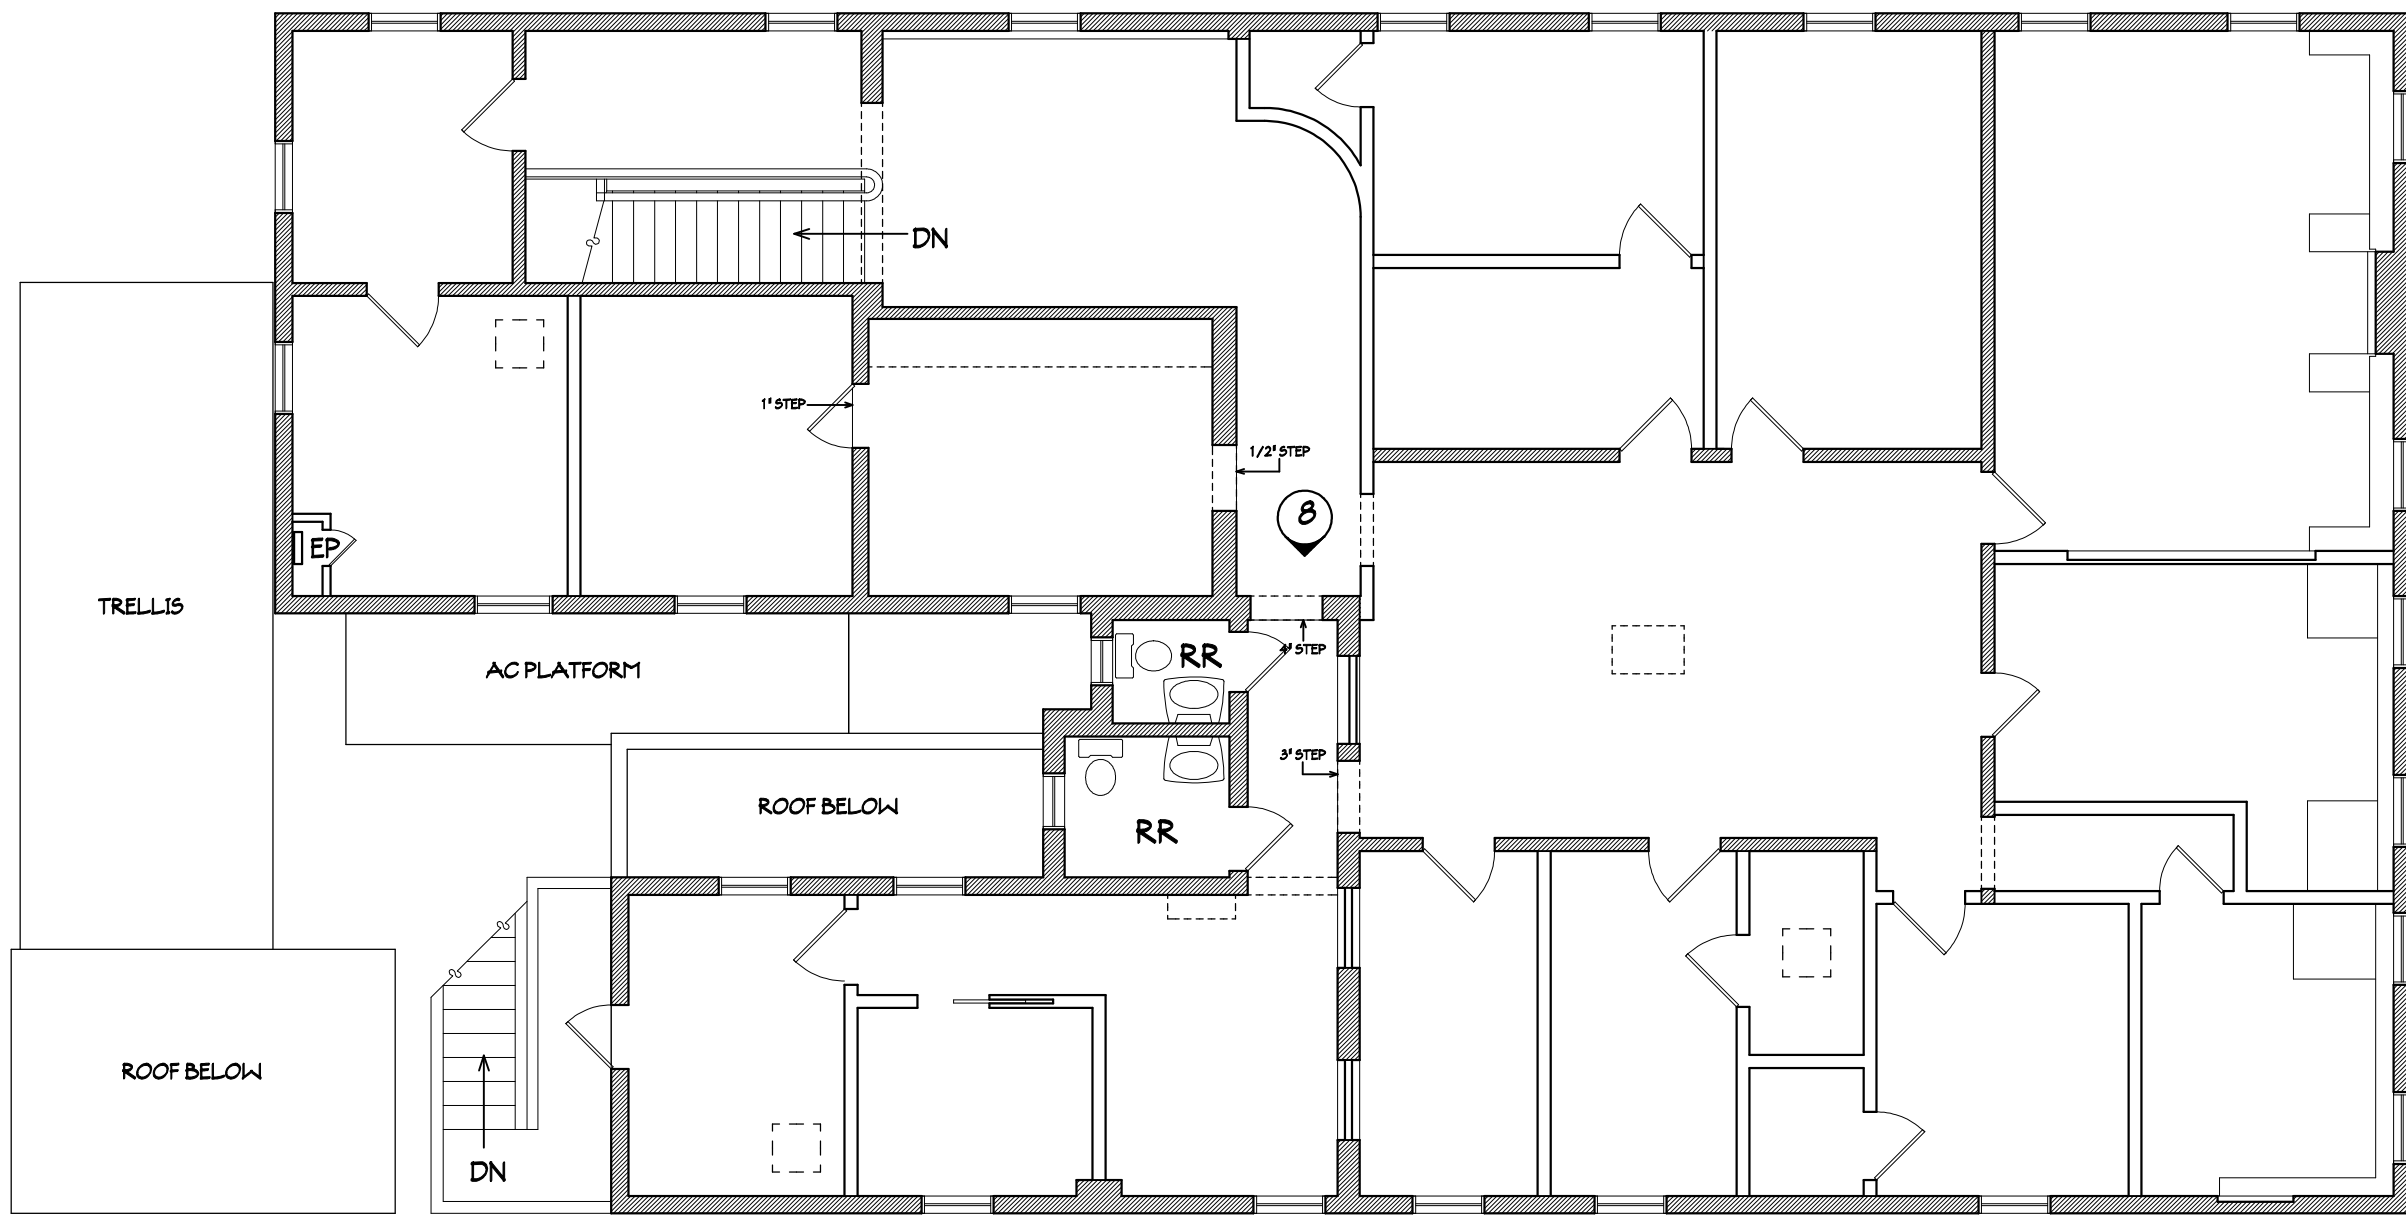 DN
1" STEP
1/2" STEP
8
EP
TRELLIS
RR
4" STEP
AC PLATFORM
3" STEP
ROOF BELOW
RR
ROOF BELOW
DN